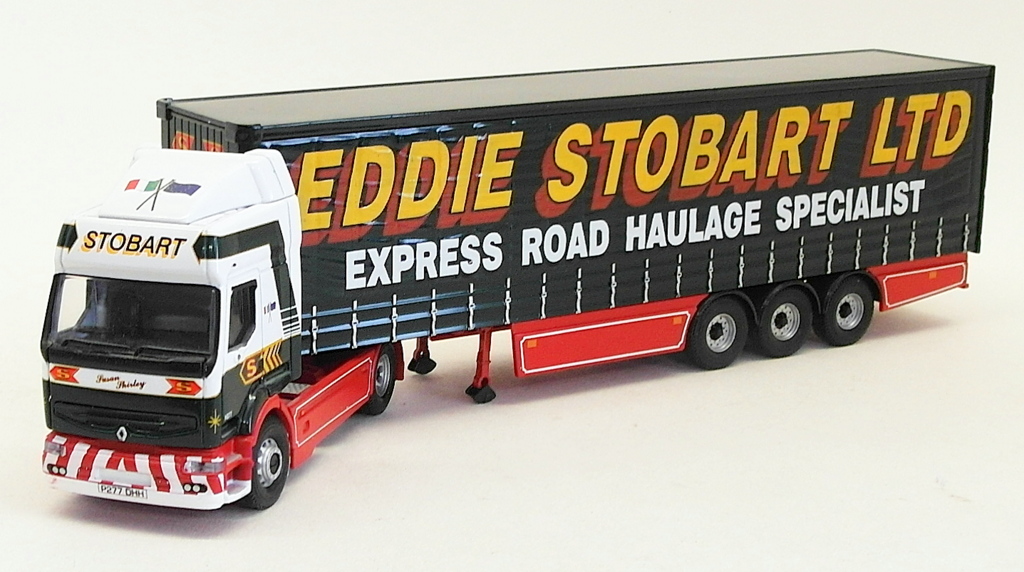 EDDIE STOBART LTD
EXPRESS ROAD HAULAGE SPECIALIST
STOBART
S
S Susan S
Shirley
P277 DHH